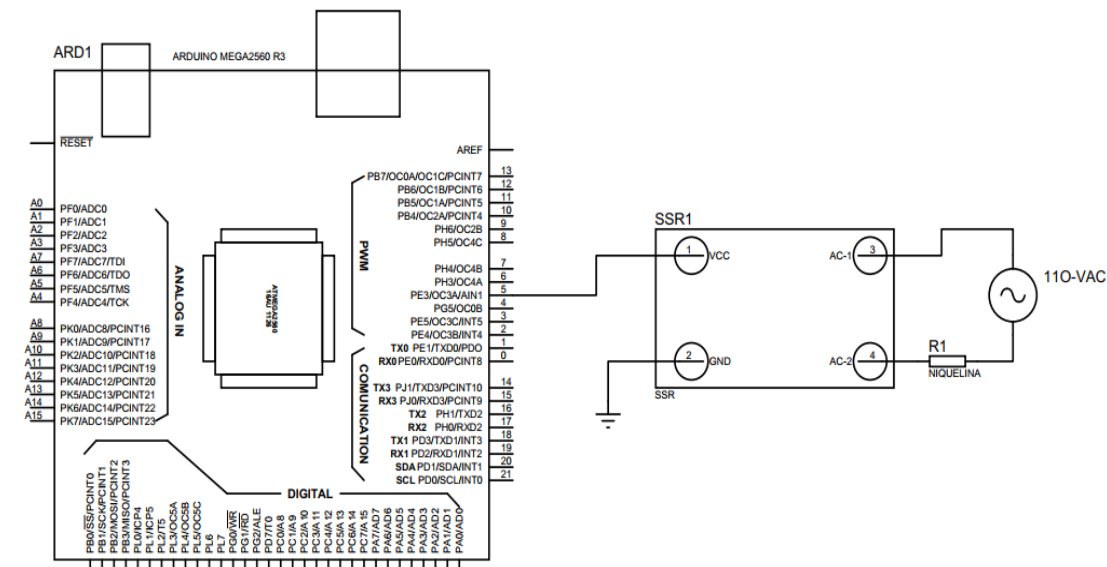 ARD1
ARDUINO MEGA2560 R3
RESET
AREF
PB7/OC0A/OC1C/PCINT7 13
PB6/OC1B/PCINT6 12
PB5/OC1A/PCINT5 11
PB4/OC2A/PCINT4 10
PH6/OC2B 9
PH5/OC4C 8
PH4/OC4B 7
PH3/OC4A 6
PE3/OC3A/AIN1 5
PG5/OC0B 4
PE5/OC3C/INT5 3
PE4/OC3B/INT4 2
TX0 PE1/TXD0/PDO 1
RX0 PE0/RXD0/PCINT8 0
TX3 PJ1/TXD3/PCINT10 14
RX3 PJ0/RXD3/PCINT9 15
TX2 PH1/TXD2 16
RX2 PH0/RXD2 17
TX1 PD3/TXD1/INT3 18
RX1 PD2/RXD1/INT2 19
SDA PD1/SDA/INT1 20
SCL PD0/SCL/INT0 21
A0 PF0/ADC0
A1 PF1/ADC1
A2 PF2/ADC2
A3 PF3/ADC3
A7 PF7/ADC7/TDI
A6 PF6/ADC6/TDO
A5 PF5/ADC5/TMS
A4 PF4/ADC4/TCK
A8 PK0/ADC8/PCINT16
A9 PK1/ADC9/PCINT17
A10 PK2/ADC10/PCINT18
A11 PK3/ADC11/PCINT19
A12 PK4/ADC12/PCINT20
A13 PK5/ADC13/PCINT21
A14 PK6/ADC14/PCINT22
A15 PK7/ADC15/PCINT23
ANALOG IN
ATMEGA2560
16AU 1126
PWM
COMUNICATION
DIGITAL
PB0/SS/PCINT0
PB1/SCK/PCINT1
PB2/MOSI/PCINT2
PB3/MISO/PCINT3
PL0/ICP4
PL1/ICP5
PL2/T5
PL3/OC5A
PL4/OC5B
PL5/OC5C
PL6
PL7
PG0/WR
PG1/RD
PG2/ALE
PD7/T0
PC0/A8
PC1/A9
PC2/A10
PC3/A11
PC4/A12
PC5/A13
PC6/A14
PC7/A15
PA7/AD7
PA6/AD6
PA5/AD5
PA4/AD4
PA3/AD3
PA2/AD2
PA1/AD1
PA0/AD0
SSR1
1 VCC
AC-1 3
2 GND
AC-2 4
SSR
R1
NIQUELINA
11O-VAC